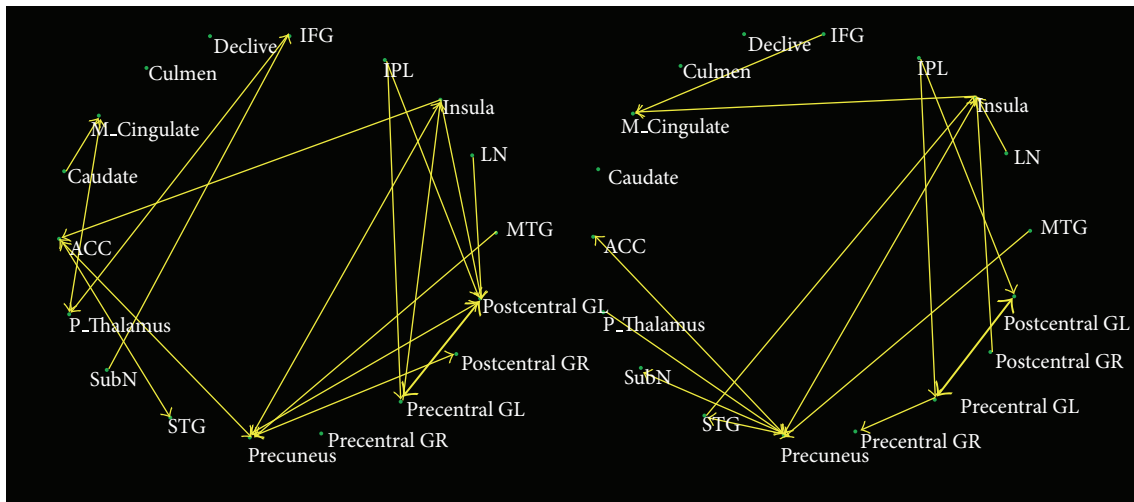 IFG
Declive
Culmen
IPL
Insula
M_Cingulate
LN
Caudate
MTG
ACC
Postcentral GL
P_Thalamus
Postcentral GR
SubN
Precentral GL
STG
Precentral GR
Precuneus
IFG
Declive
Culmen
IPL
Insula
M_Cingulate
LN
Caudate
MTG
ACC
P_Thalamus
Postcentral GL
Postcentral GR
SubN
Precentral GL
STG
Precentral GR
Precuneus